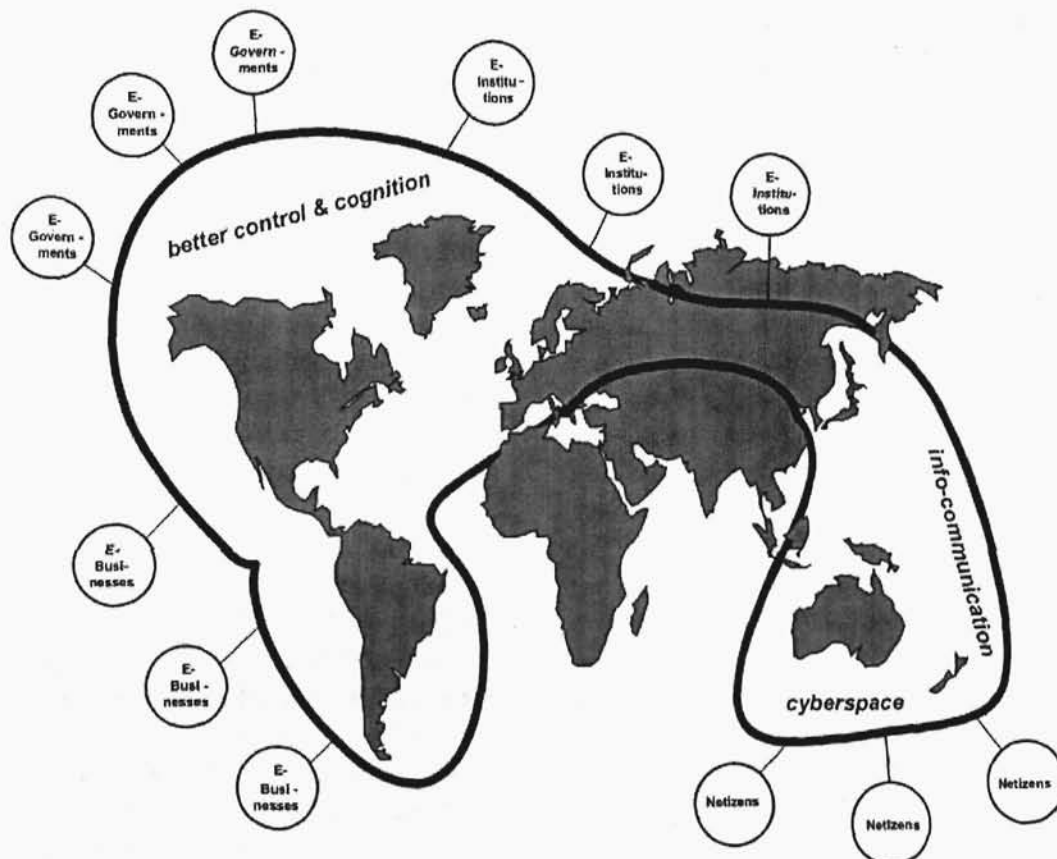 E-
Govern -
ments
E-
Institu -
tions
E-
Govern -
ments
E-
Institu-
tions
E-
Institu-
tions
better control & cognition
E-
Govern -
ments
info-communication
E-
Busi-
nesses
E-
Busi -
nesses
cyberspace
E-
Busi -
nesses
Netizens
Netizens
Netizens